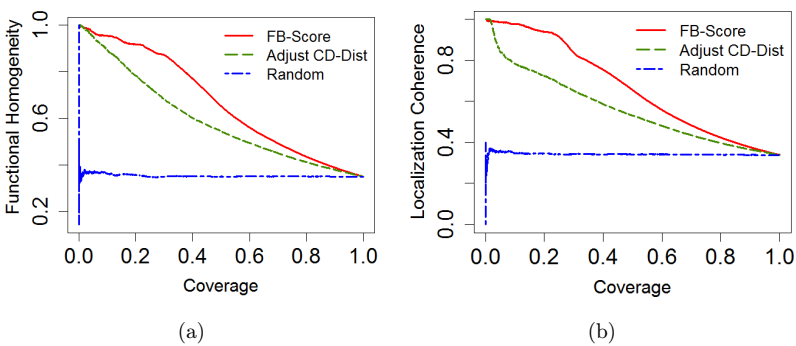 Functional Homogeneity
1.0
0.6
0.2
FB-Score
Adjust CD-Dist
Random
0.0 0.2 0.4 0.6 0.8 1.0
Coverage
(a)
Localization Coherence
0.8
0.4
0.0
FB-Score
Adjust CD-Dist
Random
0.0 0.2 0.4 0.6 0.8 1.0
Coverage
(b)